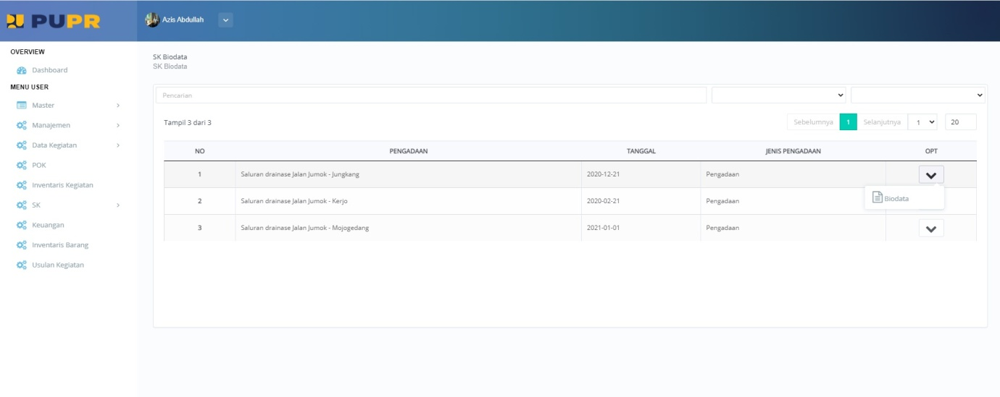 PUPR
Azis Abdullah
OVERVIEW
Dashboard
MENU USER
Master
Manajemen
Data Kegiatan
POK
Inventaris Kegiatan
SK
Keuangan
Inventaris Barang
Usulan Kegiatan
SK Biodata
SK Biodata
Pencarian
Tampil 3 dari 3
Sebelumnya 1 Selanjutnya 1 20
NO PENGADAAN TANGGAL JENIS PENGADAAN OPT
1 Saluran drainase Jalan Jumok - Jungkang 2020-12-21 Pengadaan
Biodata
2 Saluran drainase Jalan Jumok - Kerjo 2020-02-21 Pengadaan
3 Saluran drainase Jalan Jumok - Mojogedang 2021-01-01 Pengadaan